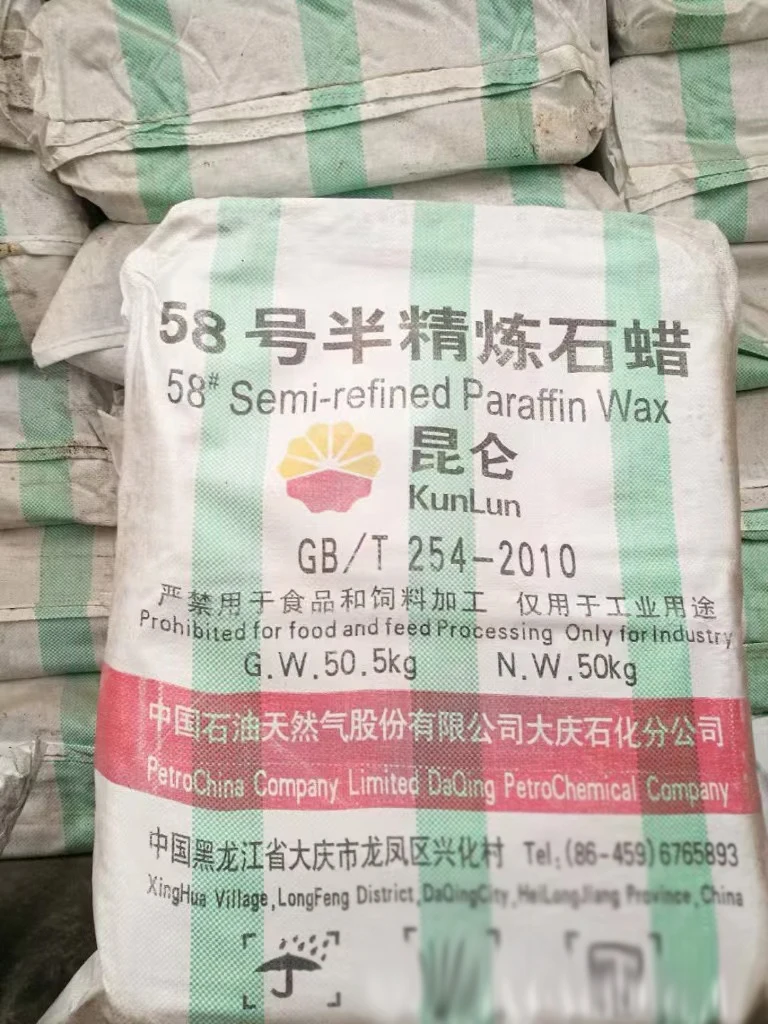 58号半精炼石蜡
58# Semi-refined Paraffin Wax
昆仑
KunLun
GB/T 254-2010
严禁用于食品和饲料加工 仅用于工业用途
Prohibited for food and feed Processing Only for Industry
G.W.50.5kg N.W.50kg
中国石油天然气股份有限公司大庆石化分公司
PetroChina Company Limited DaQing PetroChemical Company
中国黑龙江省大庆市龙凤区兴化村 Tel:(86-459)6765893
XingHua Village,LongFeng District,DaQingCity,HeiLongJiang Province,China